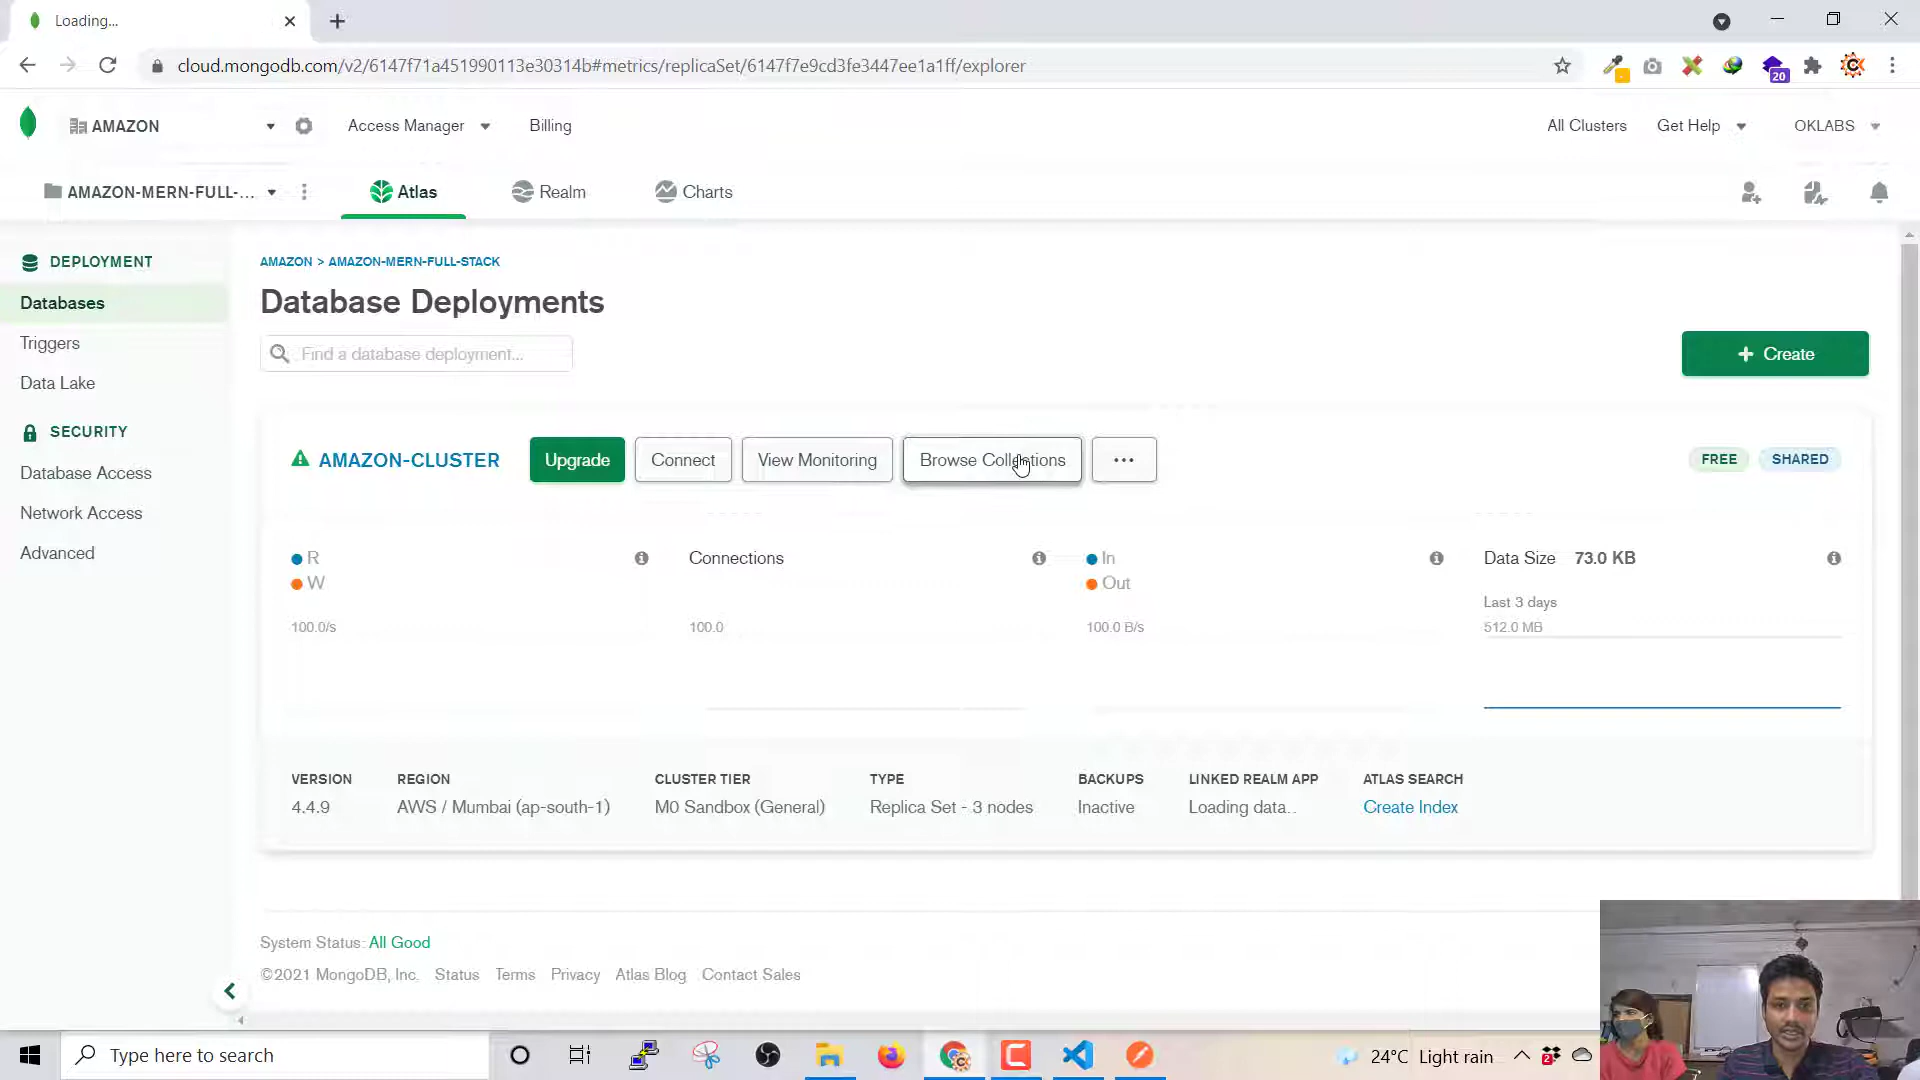 Loading...
cloud.mongodb.com/v2/6147f71a451990113e30314b#metrics/replicaSet/6147f7e9cd3fe3447ee1a1ff/explorer
20
AMAZON
Access Manager
Billing
All Clusters
Get Help
OKLABS
AMAZON-MERN-FULL-...
Atlas
Realm
Charts
DEPLOYMENT
Databases
Triggers
Data Lake
SECURITY
Database Access
Network Access
Advanced
AMAZON > AMAZON-MERN-FULL-STACK
Database Deployments
Find a database deployment...
+ Create
AMAZON-CLUSTER
Upgrade
Connect
View Monitoring
Browse Collections
...
FREE
SHARED
R
W
100.0/s
Connections
100.0
In
Out
100.0 B/s
Data Size 73.0 KB
Last 3 days
512.0 MB
VERSION
4.4.9
REGION
AWS / Mumbai (ap-south-1)
CLUSTER TIER
M0 Sandbox (General)
TYPE
Replica Set - 3 nodes
BACKUPS
Inactive
LINKED REALM APP
Loading data..
ATLAS SEARCH
Create Index
System Status: All Good
©2021 MongoDB, Inc. Status Terms Privacy Atlas Blog Contact Sales
Type here to search
24°C Light rain
2